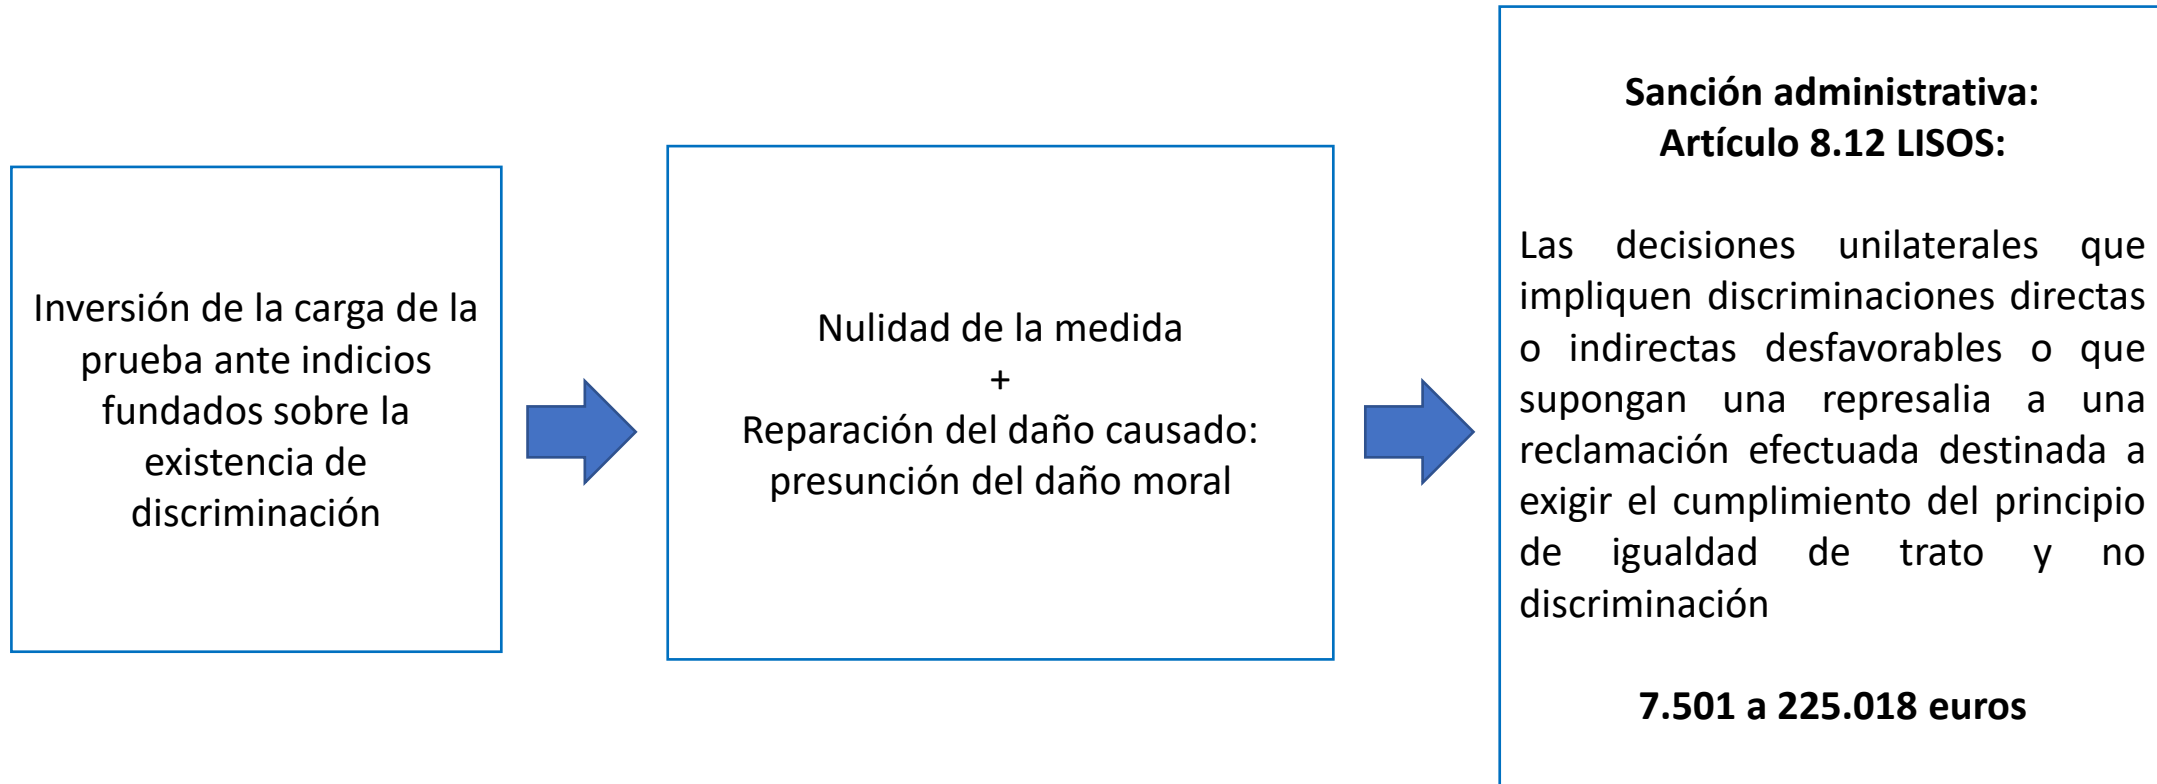 Inversión de la carga de la
prueba ante indicios
fundados sobre la
existencia de
discriminación
Nulidad de la medida
+
Reparación del daño causado:
presunción del daño moral
Sanción administrativa:
Artículo 8.12 LISOS:
Las decisiones unilaterales que
impliquen discriminaciones directas
o indirectas desfavorables o que
supongan una represalia a una
reclamación efectuada destinada a
exigir el cumplimiento del principio
de igualdad de trato y no
discriminación
7.501 a 225.018 euros